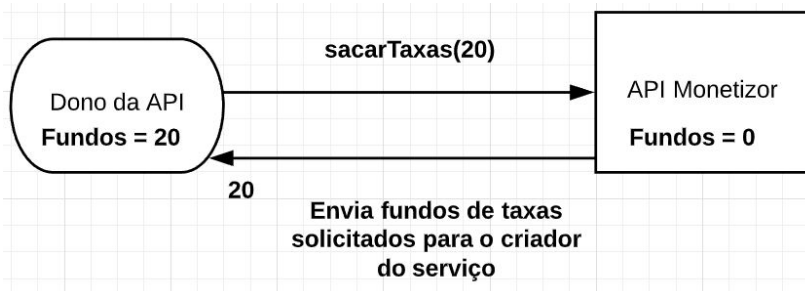 sacarTaxas(20)
Dono da API
Fundos = 20
API Monetizor
Fundos = 0
20
Envia fundos de taxas
solicitados para o criador
do serviço